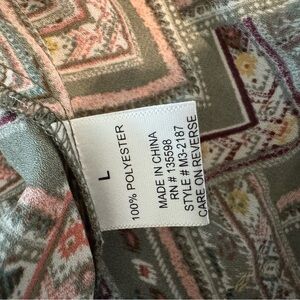 L
100% POLYESTER
MADE IN CHINA
RN # 135598
STYLE # M3-2187
CARE ON REVERSE